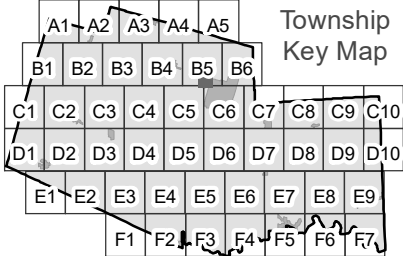 Township
Key Map
A1 A2 A3 A4 A5
B1 B2 B3 B4 B5 B6
C1 C2 C3 C4 C5 C6 C7 C8 C9 C10
D1 D2 D3 D4 D5 D6 D7 D8 D9 D10
E1 E2 E3 E4 E5 E6 E7 E8 E9
F1 F2 F3 F4 F5 F6 F7